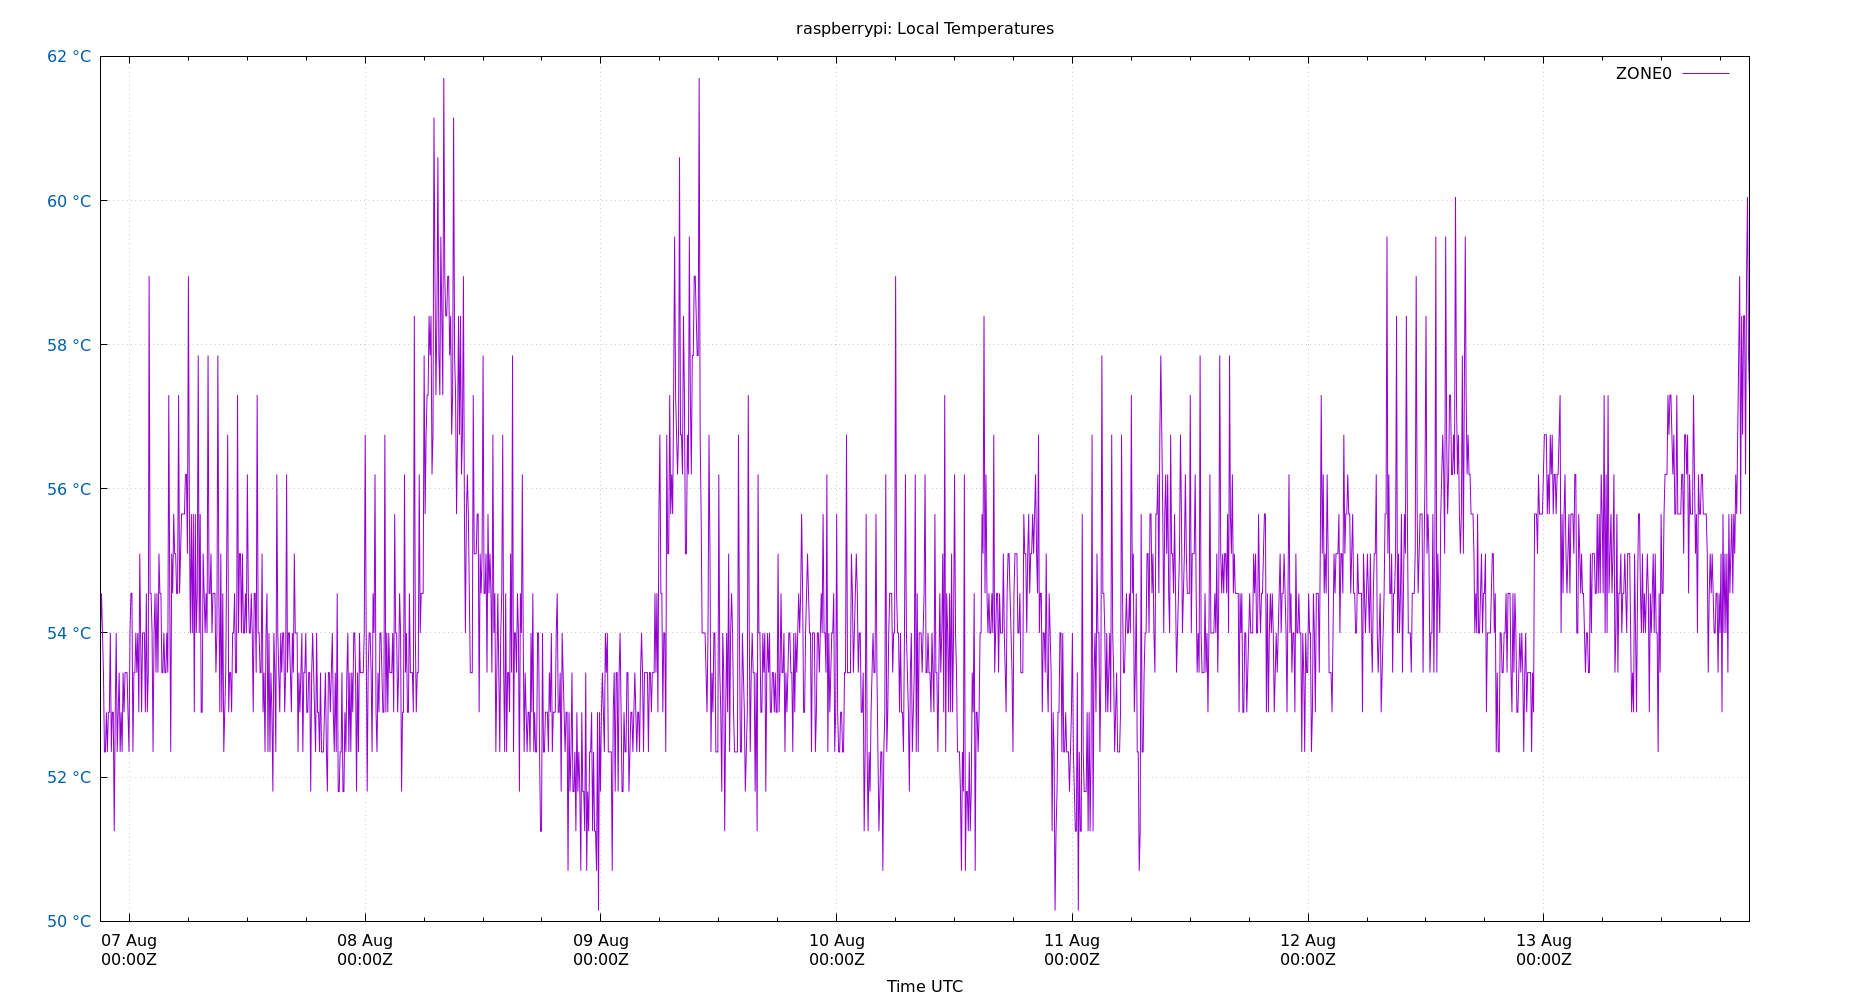 raspberrypi: Local Temperatures
62 °C
ZONE0
60 °C
58 °C
56 °C
54 °C
52 °C
50 °C
07 Aug 08 Aug 09 Aug 10 Aug 11 Aug 12 Aug 13 Aug
00:00Z 00:00Z 00:00Z 00:00Z 00:00Z 00:00Z 00:00Z
Time UTC